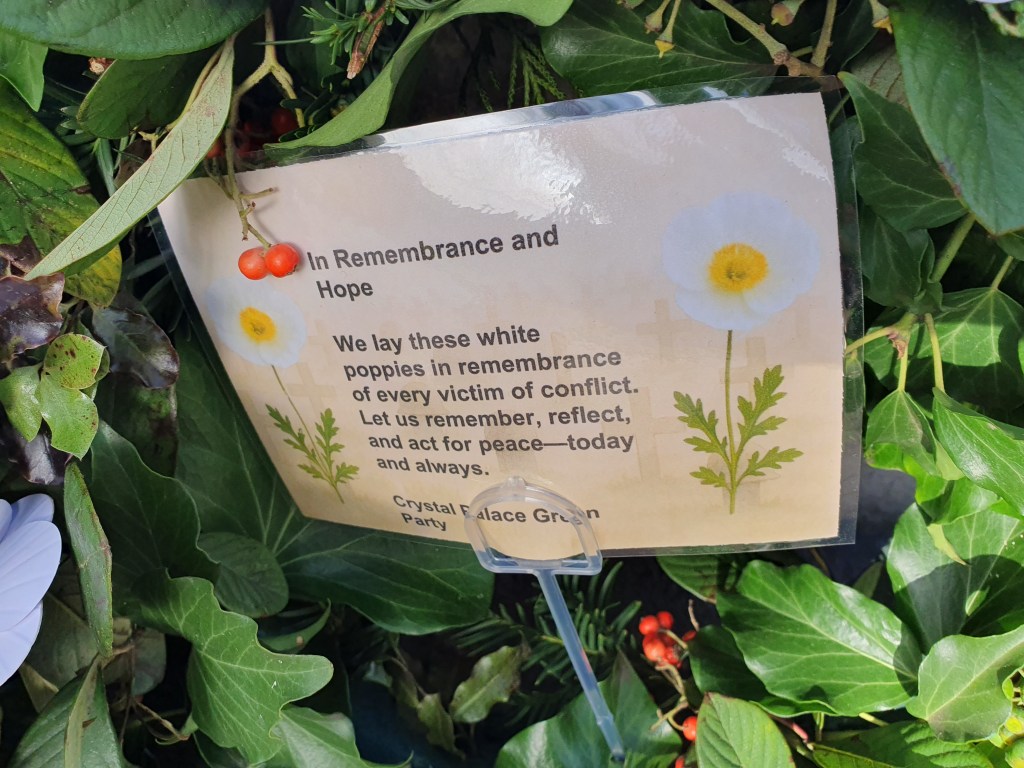 In Remembrance and
Hope
We lay these white
poppies in remembrance
of every victim of conflict.
Let us remember, reflect,
and act for peace—today
and always.
Crystal Palace Green
Party